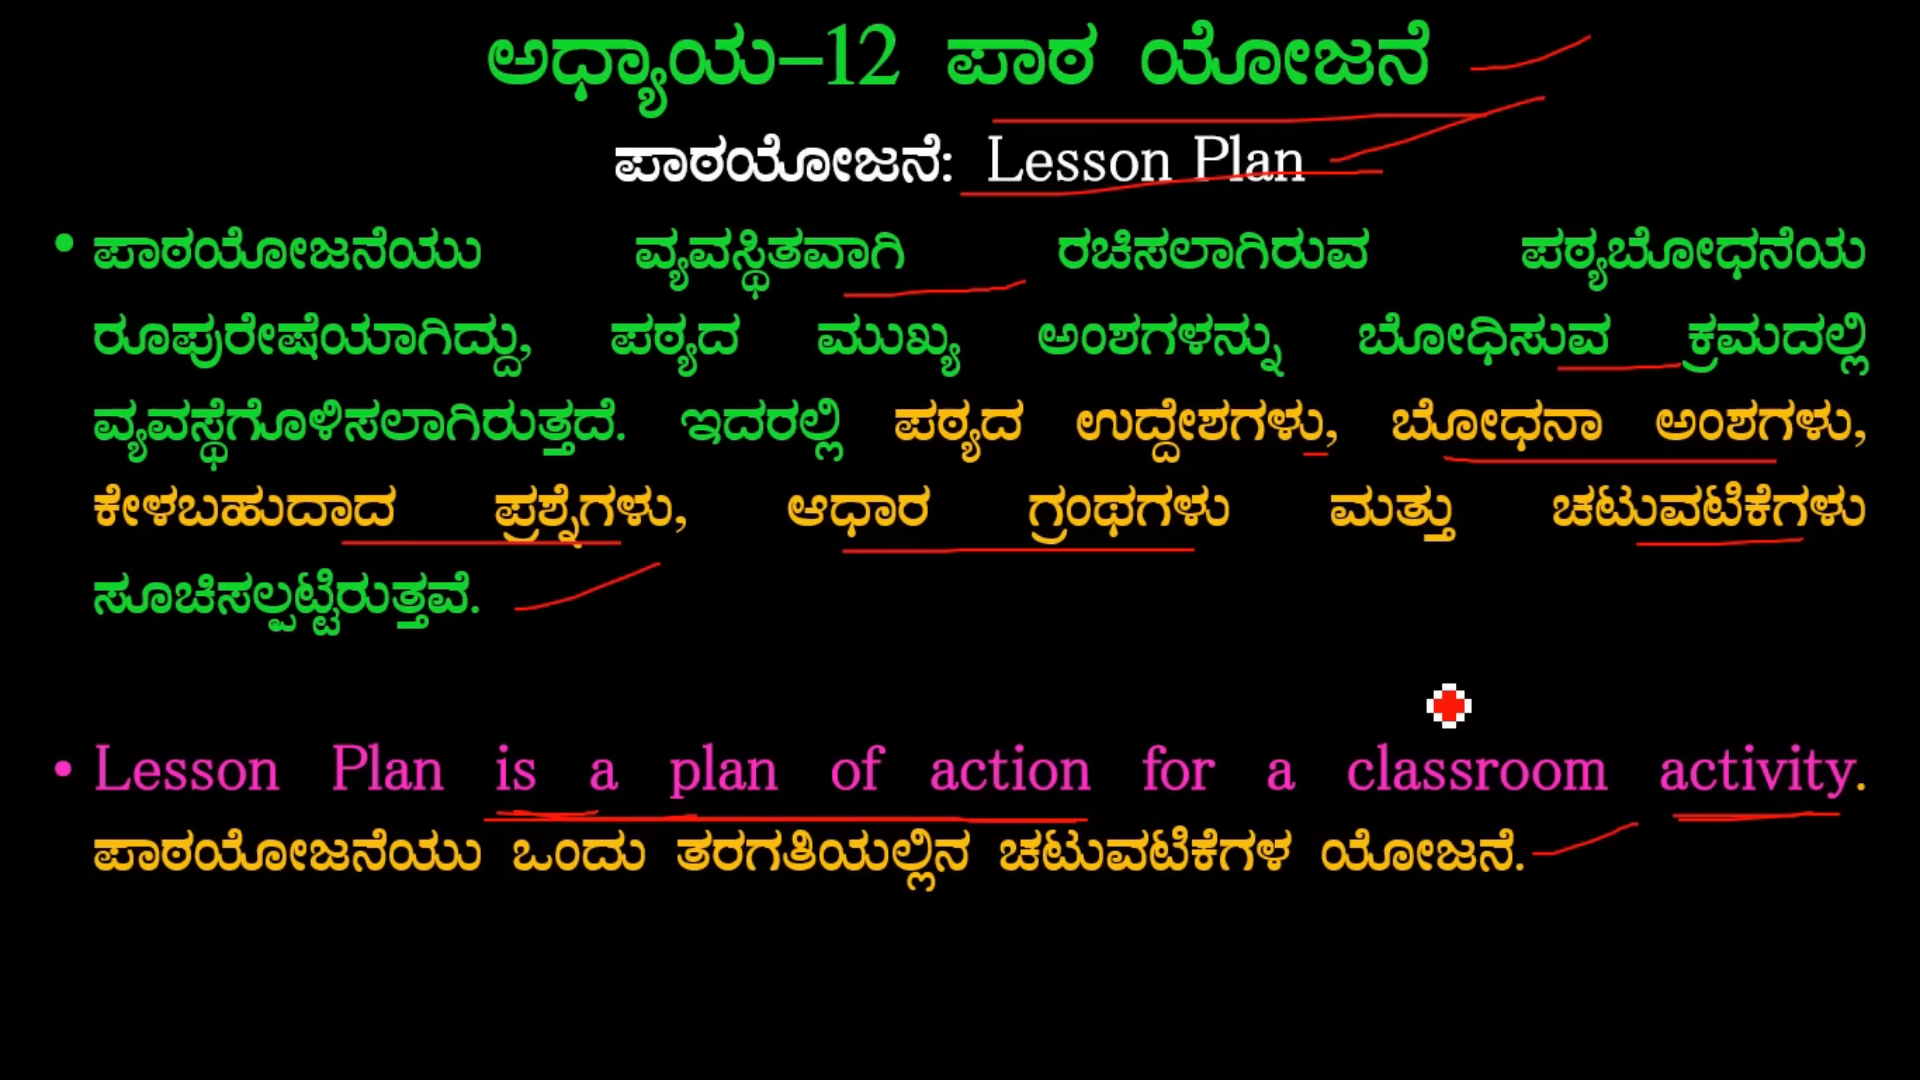 ಅಧ್ಯಾಯ–12 ಪಾಠ ಯೋಜನೆ
ಪಾಠಯೋಜನೆ: Lesson Plan
• ಪಾಠಯೋಜನೆಯು ವ್ಯವಸ್ಥಿತವಾಗಿ ರಚಿಸಲಾಗಿರುವ ಪಠ್ಯಬೋಧನೆಯ
ರೂಪುರೇಷೆಯಾಗಿದ್ದು, ಪಠ್ಯದ ಮುಖ್ಯ ಅಂಶಗಳನ್ನು ಬೋಧಿಸುವ ಕ್ರಮದಲ್ಲಿ
ವ್ಯವಸ್ಥೆಗೊಳಿಸಲಾಗಿರುತ್ತದೆ. ಇದರಲ್ಲಿ ಪಠ್ಯದ ಉದ್ದೇಶಗಳು, ಬೋಧನಾ ಅಂಶಗಳು,
ಕೇಳಬಹುದಾದ ಪ್ರಶ್ನೆಗಳು, ಆಧಾರ ಗ್ರಂಥಗಳು ಮತ್ತು ಚಟುವಟಿಕೆಗಳು
ಸೂಚಿಸಲ್ಪಟ್ಟಿರುತ್ತವೆ.
• Lesson Plan is a plan of action for a classroom activity.
ಪಾಠಯೋಜನೆಯು ಒಂದು ತರಗತಿಯಲ್ಲಿನ ಚಟುವಟಿಕೆಗಳ ಯೋಜನೆ.